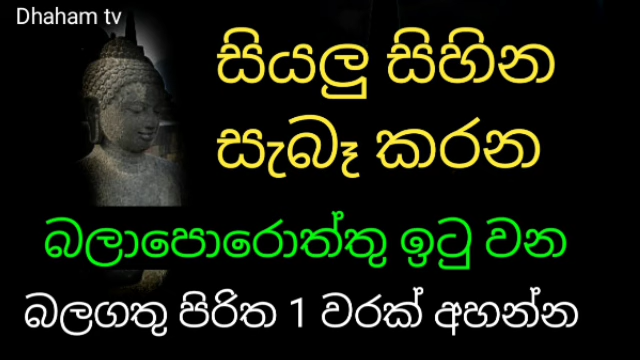 Dhaham tv
සියලු සිහින
සැබෑ කරන
බලාපොරොත්තු ඉටු වන
බලගතු පිරිත 1 වරක් අහන්න